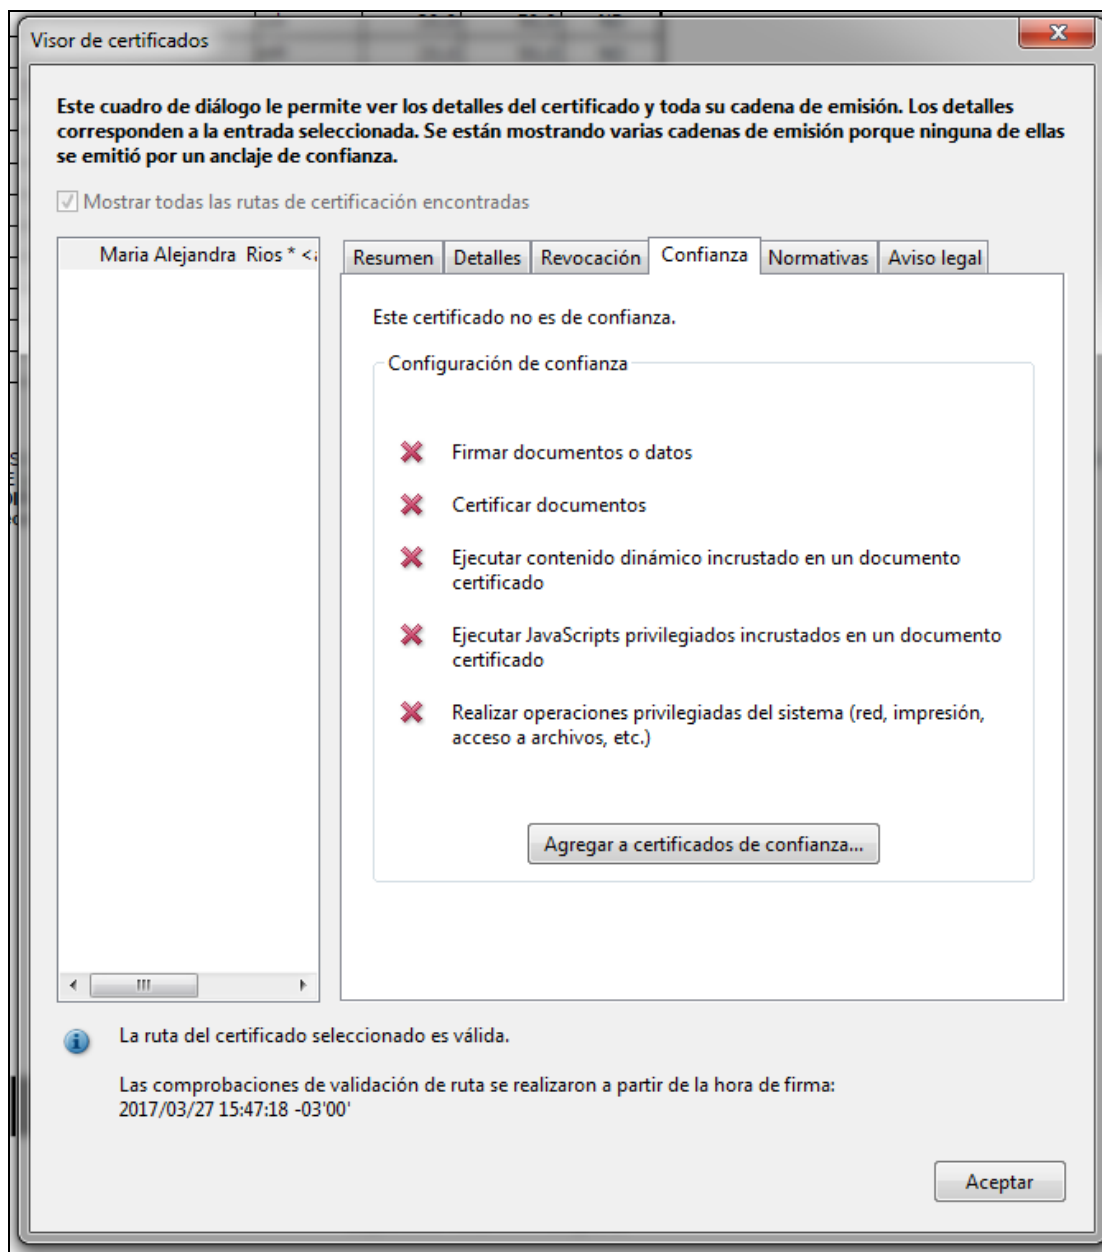 Visor de certificados
Este cuadro de diálogo le permite ver los detalles del certificado y toda su cadena de emisión. Los detalles
corresponden a la entrada seleccionada. Se están mostrando varias cadenas de emisión porque ninguna de ellas
se emitió por un anclaje de confianza.
Mostrar todas las rutas de certificación encontradas
Maria Alejandra Rios * <
Resumen Detalles Revocación Confianza Normativas Aviso legal
Este certificado no es de confianza.
Configuración de confianza
Firmar documentos o datos
Certificar documentos
Ejecutar contenido dinámico incrustado en un documento
certificado
Ejecutar JavaScripts privilegiados incrustados en un documento
certificado
Realizar operaciones privilegiadas del sistema (red, impresión,
acceso a archivos, etc.)
Agregar a certificados de confianza...
La ruta del certificado seleccionado es válida.
Las comprobaciones de validación de ruta se realizaron a partir de la hora de firma:
2017/03/27 15:47:18 -03'00'
Aceptar